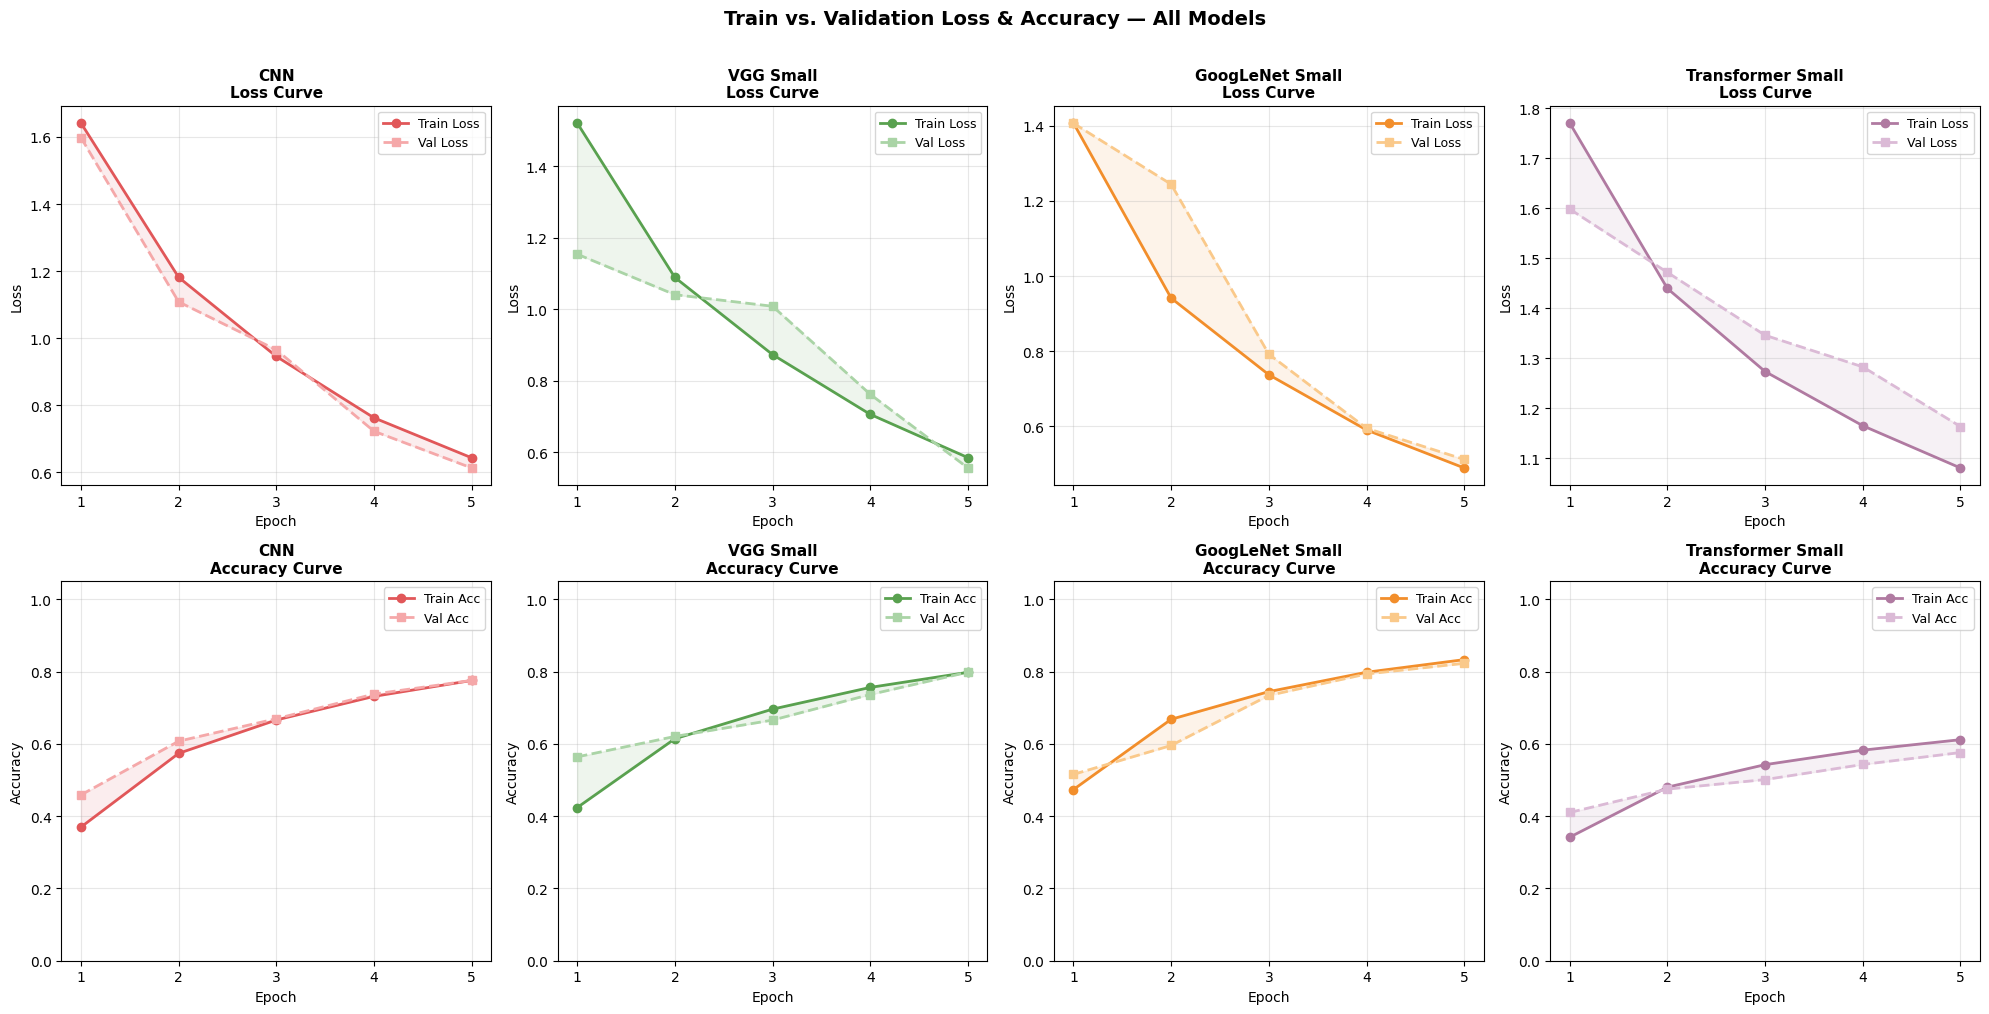 Train vs. Validation Loss & Accuracy — All Models
CNN
Loss Curve
Train Loss
Val Loss
1.6
1.4
1.2
1.0
0.8
0.6
Loss
1 2 3 4 5
Epoch
VGG Small
Loss Curve
Train Loss
Val Loss
1.4
1.2
1.0
0.8
0.6
Loss
1 2 3 4 5
Epoch
GoogLeNet Small
Loss Curve
Train Loss
Val Loss
1.4
1.2
1.0
0.8
0.6
Loss
1 2 3 4 5
Epoch
Transformer Small
Loss Curve
Train Loss
Val Loss
1.8
1.7
1.6
1.5
1.4
1.3
1.2
1.1
Loss
1 2 3 4 5
Epoch
CNN
Accuracy Curve
Train Acc
Val Acc
1.0
0.8
0.6
0.4
0.2
0.0
Accuracy
1 2 3 4 5
Epoch
VGG Small
Accuracy Curve
Train Acc
Val Acc
1.0
0.8
0.6
0.4
0.2
0.0
Accuracy
1 2 3 4 5
Epoch
GoogLeNet Small
Accuracy Curve
Train Acc
Val Acc
1.0
0.8
0.6
0.4
0.2
0.0
Accuracy
1 2 3 4 5
Epoch
Transformer Small
Accuracy Curve
Train Acc
Val Acc
1.0
0.8
0.6
0.4
0.2
0.0
Accuracy
1 2 3 4 5
Epoch